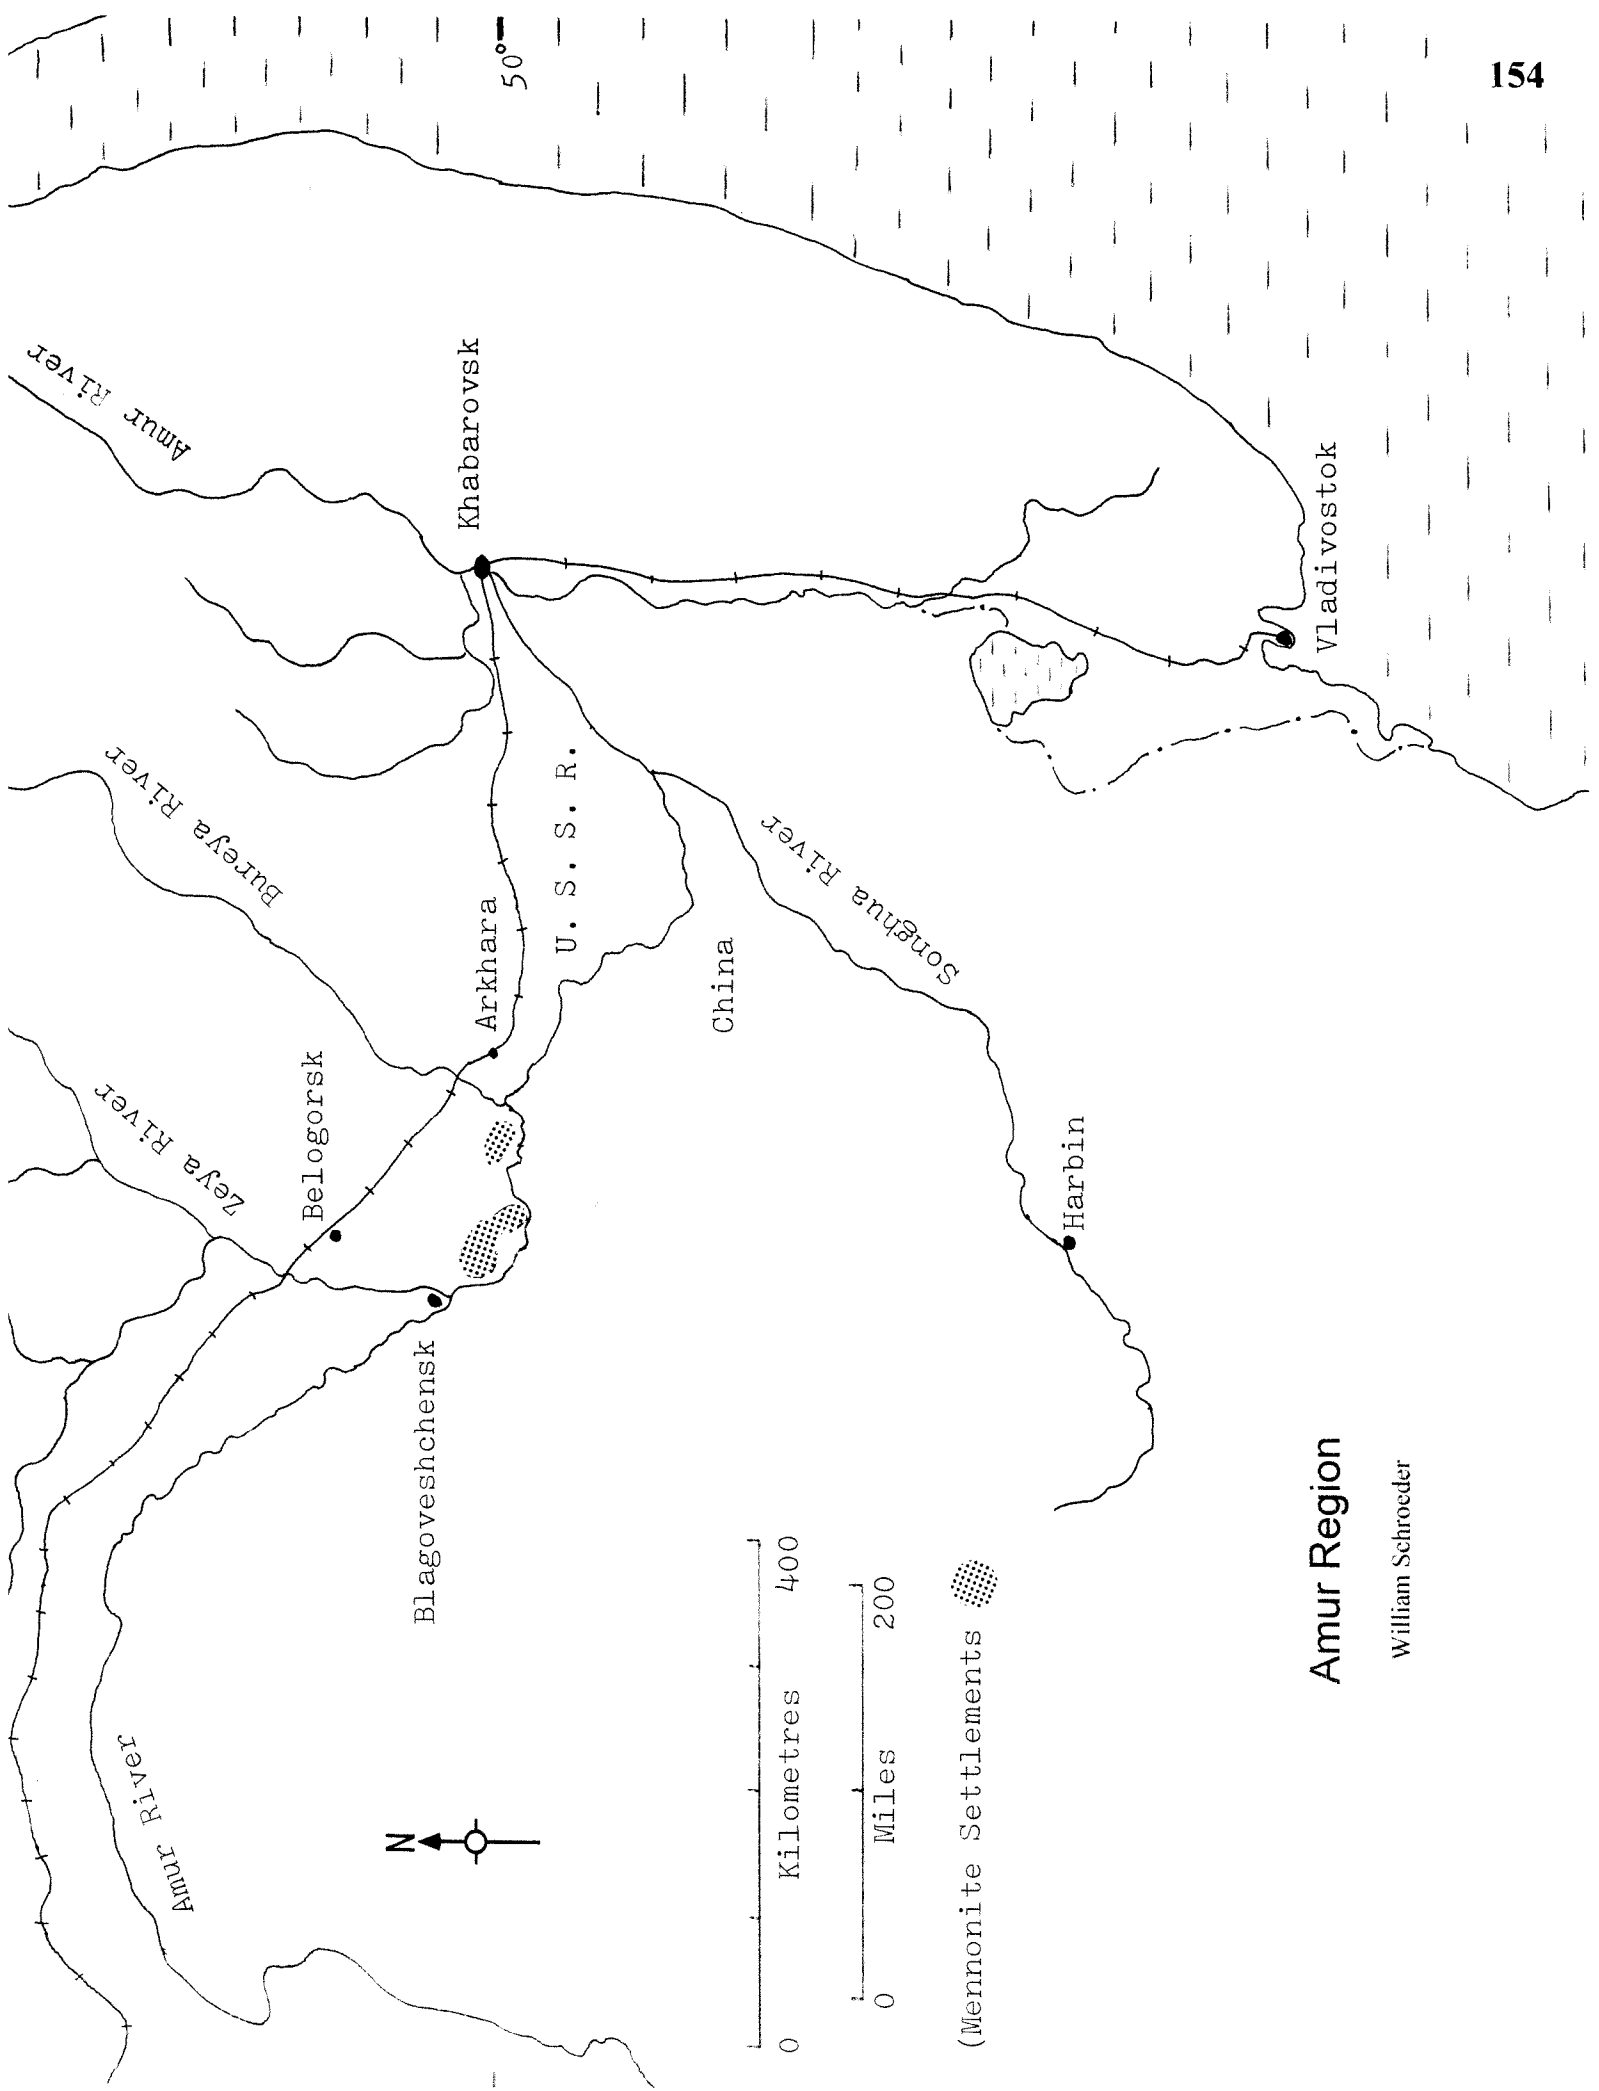 154
50°
Amur River
Khabarovsk
Bureya River
Zeya River
Belogorsk
Arkhara
U. S. S. R.
Blagoveshchensk
Amur River
N
China
Songhua River
Harbin
Vladivostok
0 400
Kilometres
0 200
Miles
(Mennonite Settlements
Amur Region
William Schroeder